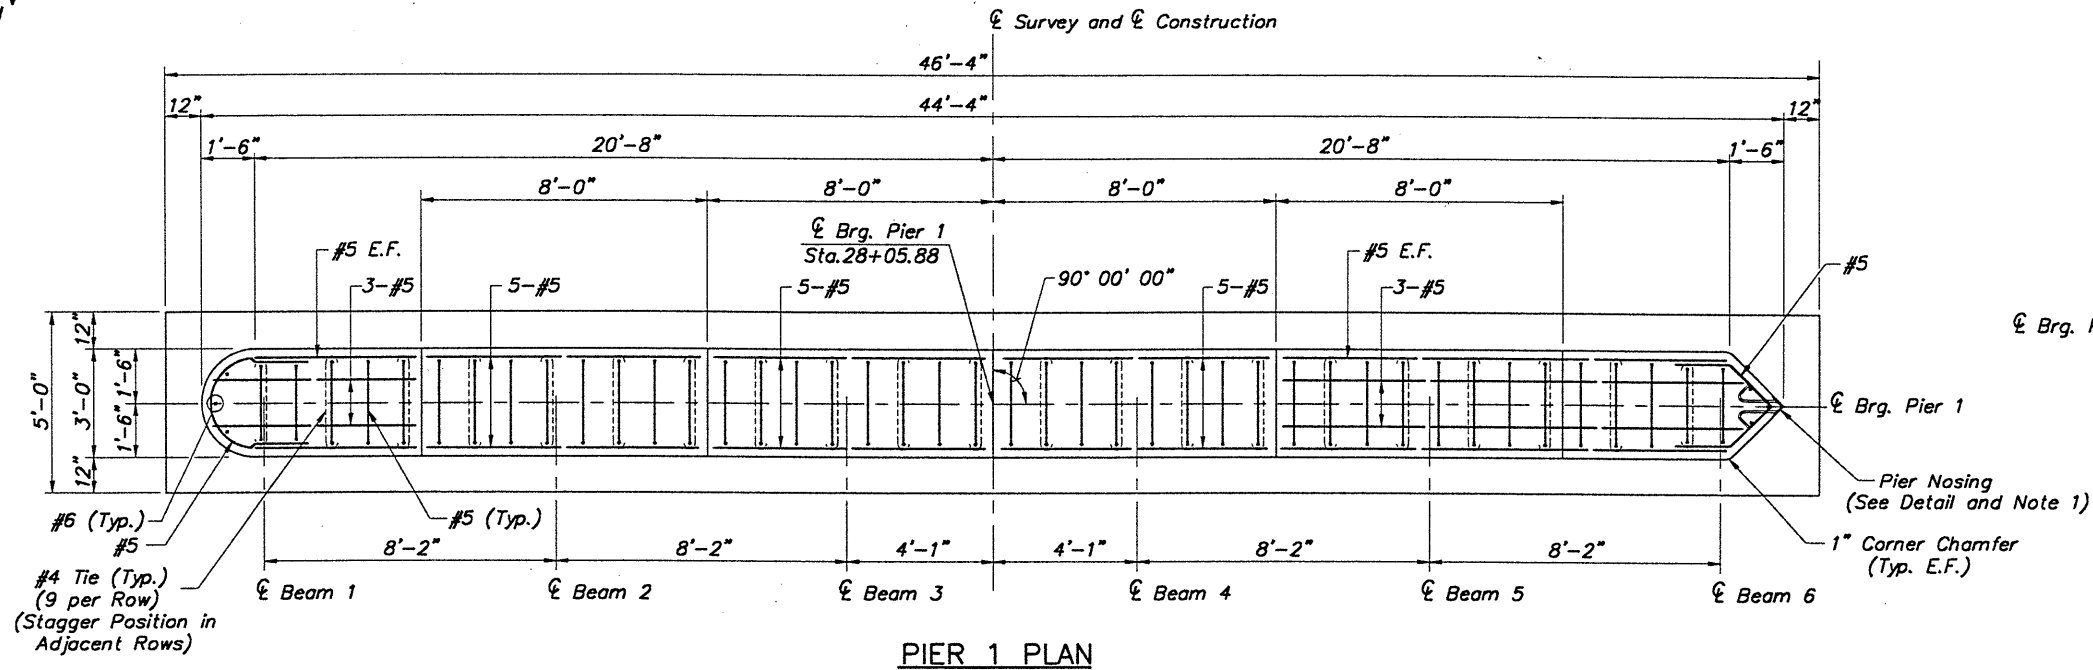 ℄ Survey and ℄ Construction
46'-4"
12"
44'-4"
12"
1'-6"
20'-8"
20'-8"
1'-6"
8'-0"
8'-0"
8'-0"
8'-0"
℄ Brg. Pier 1
Sta.28+05.88
#5 E.F.
#5 E.F.
#5
90° 00' 00"
3-#5
5-#5
5-#5
5-#5
3-#5
5'-0"
12"
3'-0"
12"
1'-6"
1'-6"
℄ Brg. Pier 1
Pier Nosing
(See Detail and Note 1)
#6 (Typ.)
#5
#5 (Typ.)
1" Corner Chamfer
(Typ. E.F.)
8'-2"
8'-2"
4'-1"
4'-1"
8'-2"
8'-2"
#4 Tie (Typ.)
(9 per Row)
(Stagger Position in
Adjacent Rows)
℄ Beam 1
℄ Beam 2
℄ Beam 3
℄ Beam 4
℄ Beam 5
℄ Beam 6
PIER 1 PLAN
℄ Brg.